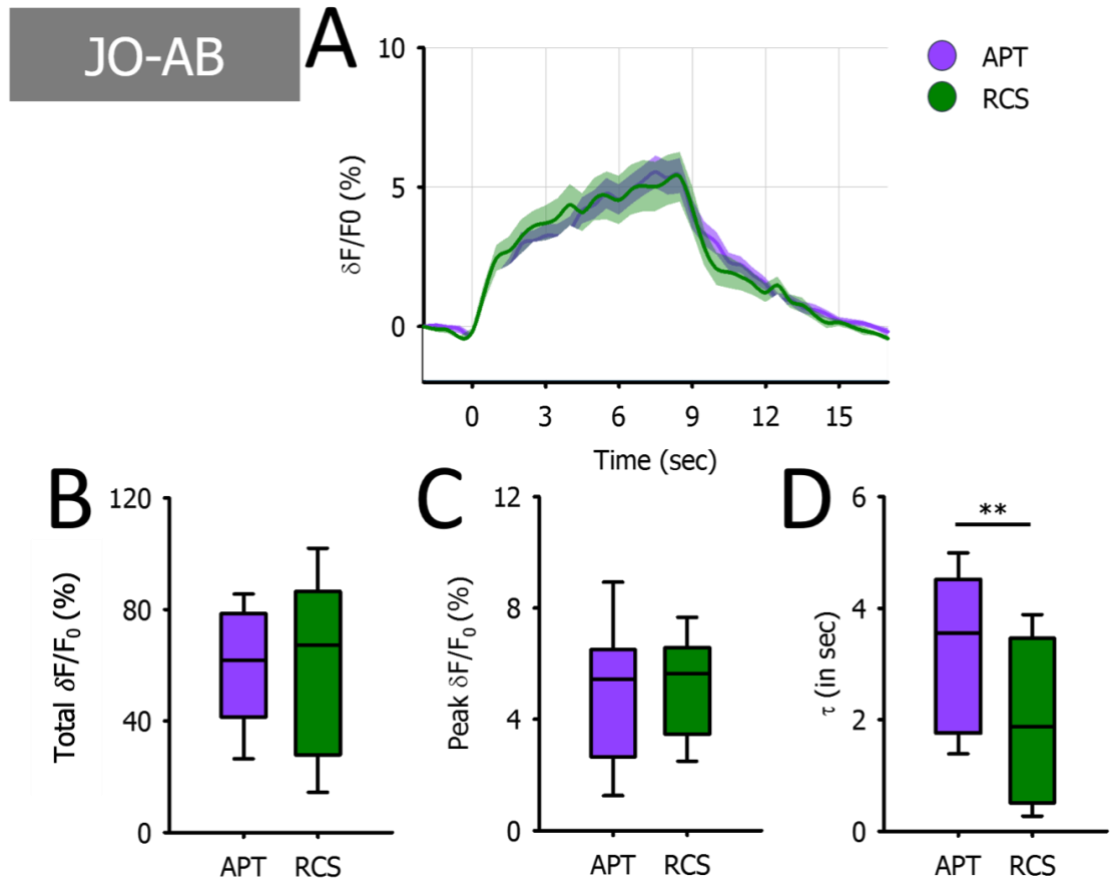 JO-AB
A
APT
RCS
δF/F0 (%)
10
5
0
0 3 6 9 12 15
Time (sec)
B
Total δF/F₀ (%)
120
80
40
0
APT RCS
C
Peak δF/F₀ (%)
12
8
4
0
APT RCS
D
τ (in sec)
6
4
2
0
**
APT RCS